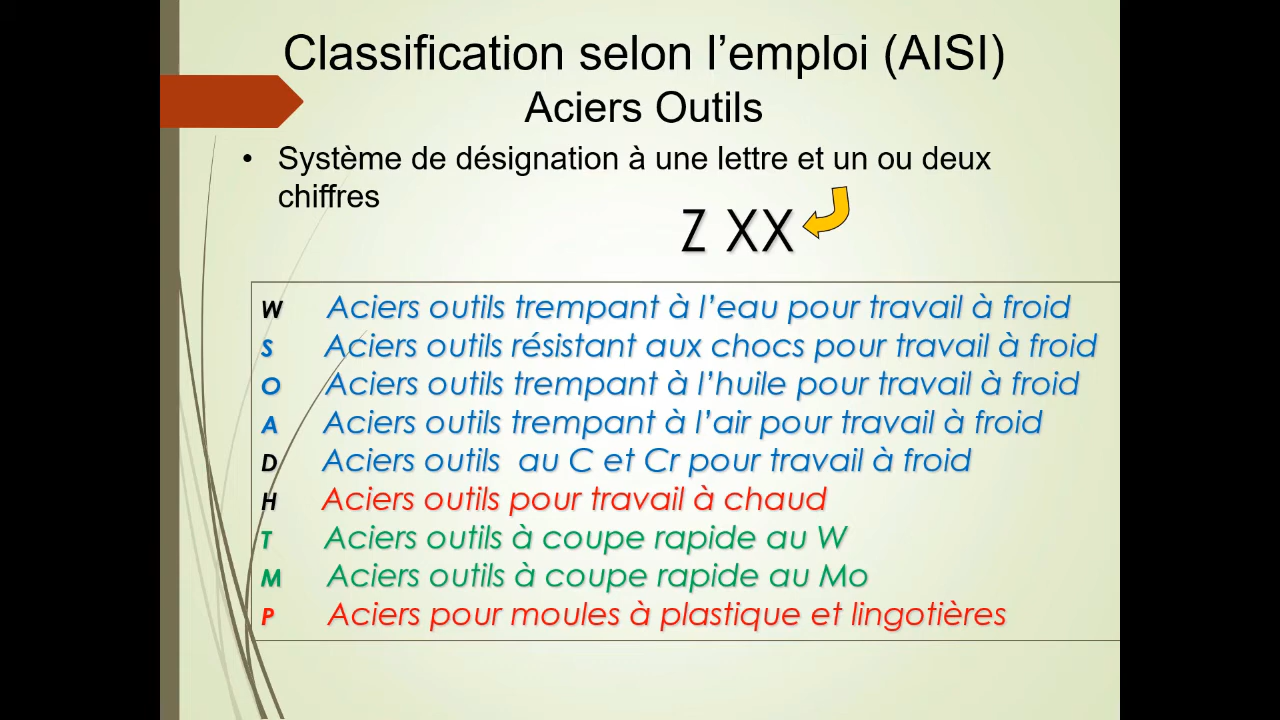 Classification selon l’emploi (AISI)
Aciers Outils
• Système de désignation à une lettre et un ou deux
chiffres
Z XX
W Aciers outils trempant à l’eau pour travail à froid
S Aciers outils résistant aux chocs pour travail à froid
O Aciers outils trempant à l’huile pour travail à froid
A Aciers outils trempant à l’air pour travail à froid
D Aciers outils au C et Cr pour travail à froid
H Aciers outils pour travail à chaud
T Aciers outils à coupe rapide au W
M Aciers outils à coupe rapide au Mo
P Aciers pour moules à plastique et lingotières